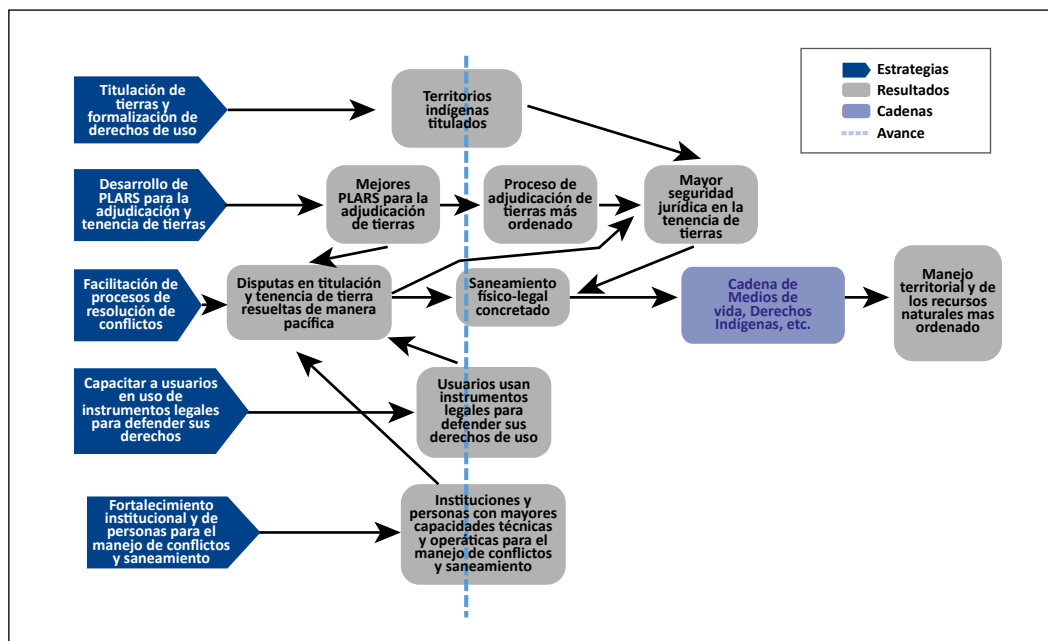 Estrategias
Resultados
Cadenas
Avance
Titulación de
tierras y
formalización de
derechos de uso
Territorios
indígenas
titulados
Desarrollo de
PLARS para la
adjudicación y
tenencia de tierras
Mejores
PLARS para la
adjudicación
de tierras
Proceso de
adjudicación de
tierras más
ordenado
Mayor
seguridad
jurídica en la
tenencia de
tierras
Facilitación de
procesos de
resolución de
conflictos
Disputas en titulación
y tenencia de tierra
resueltas de manera
pacífica
Saneamiento
físico-legal
concretado
Cadena de
Medios de
vida, Derechos
Indígenas, etc.
Manejo
territorial y de
los recursos
naturales mas
ordenado
Capacitar a usuarios
en uso de
instrumentos legales
para defender sus
derechos
Usuarios usan
instrumentos
legales para
defender sus
derechos de uso
Fortalecimiento
institucional y de
personas para el
manejo de conflictos
y saneamiento
Instituciones y
personas con mayores
capacidades técnicas
y operáticas para el
manejo de conflictos
y saneamiento